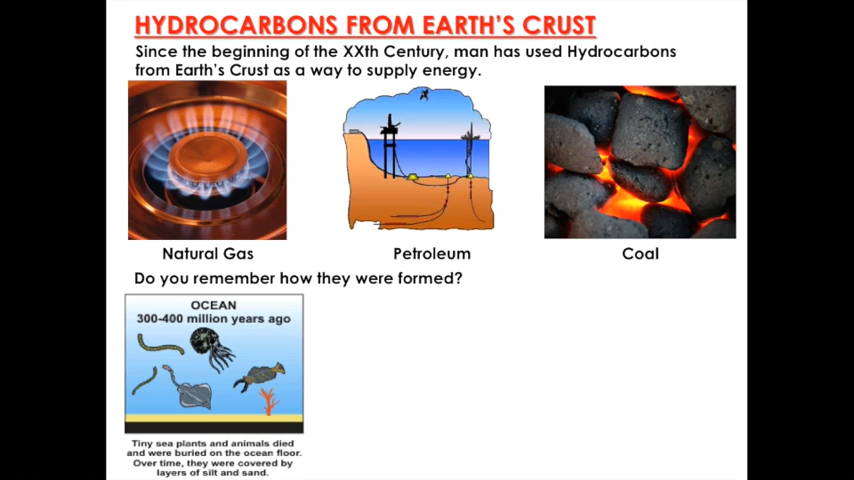 HYDROCARBONS FROM EARTH'S CRUST
Since the beginning of the XXth Century, man has used Hydrocarbons
from Earth's Crust as a way to supply energy.
Natural Gas
Petroleum
Coal
Do you remember how they were formed?
OCEAN
300-400 million years ago
Tiny sea plants and animals died
and were buried on the ocean floor.
Over time, they were covered by
layers of silt and sand.